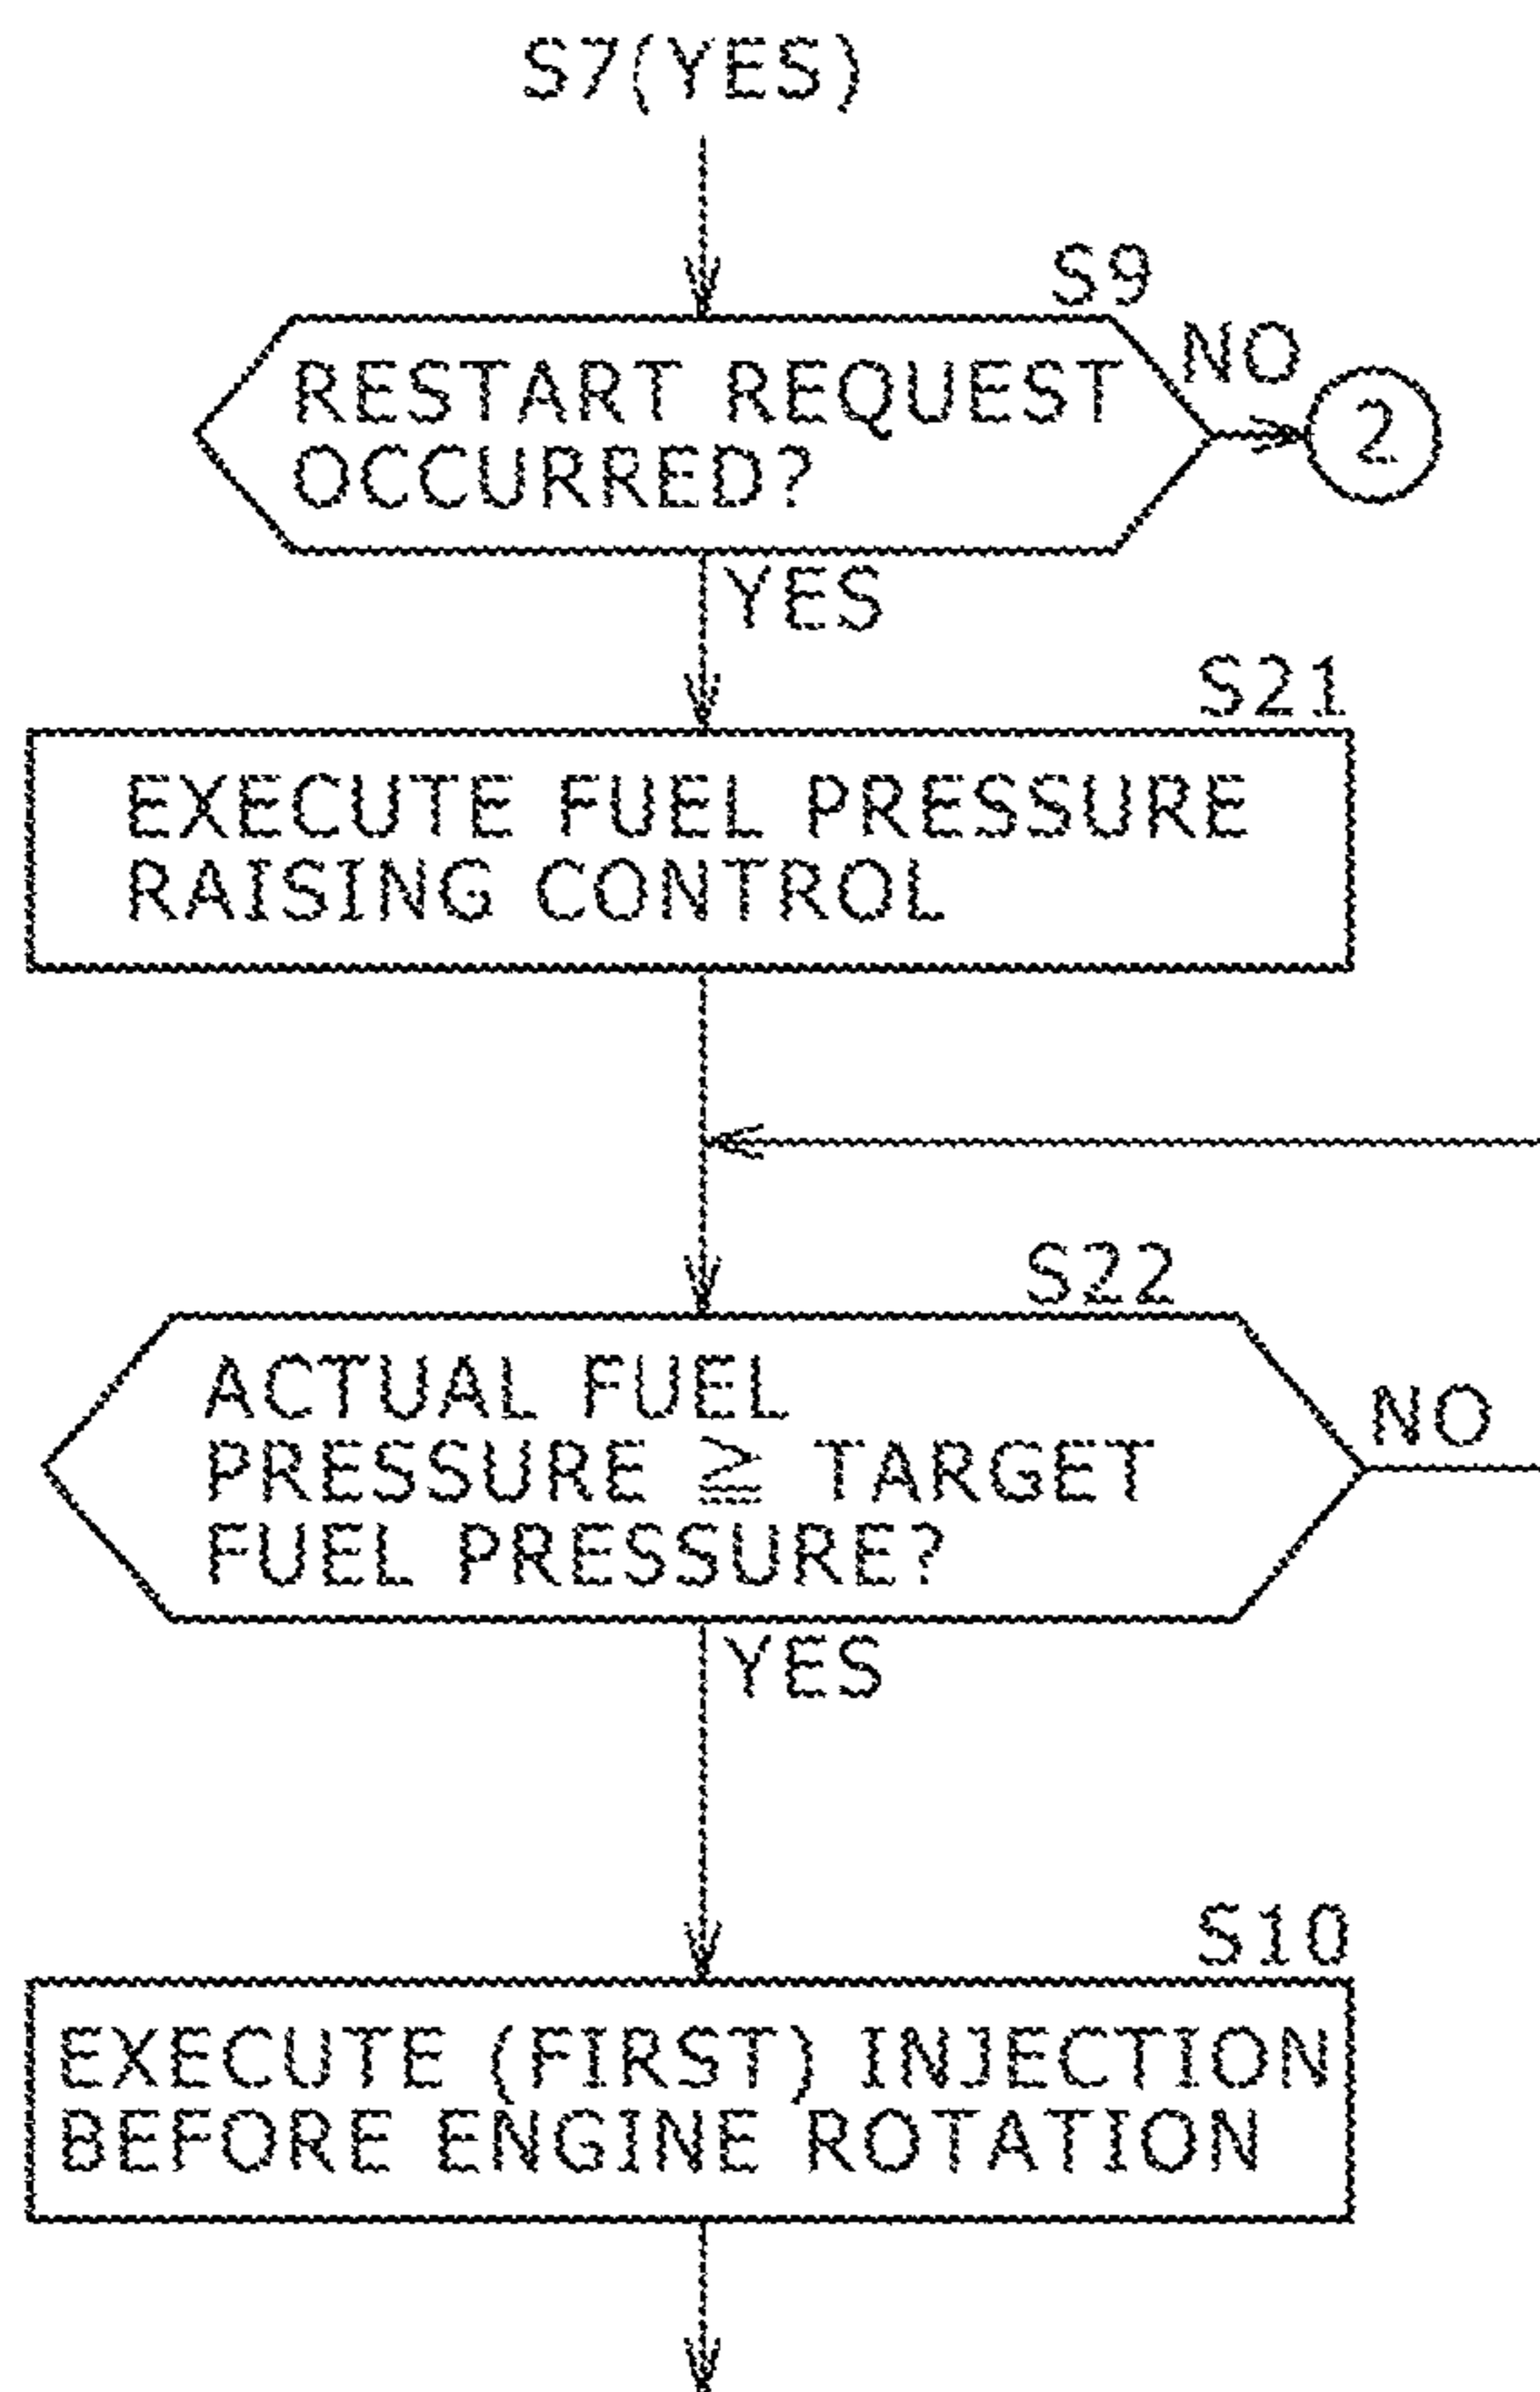 S7(YES)
S9
NO
RESTART REQUEST
OCCURRED?
2
YES
S21
EXECUTE FUEL PRESSURE
RAISING CONTROL
S22
ACTUAL FUEL
PRESSURE ≧ TARGET
FUEL PRESSURE?
NO
YES
S10
EXECUTE (FIRST) INJECTION
BEFORE ENGINE ROTATION